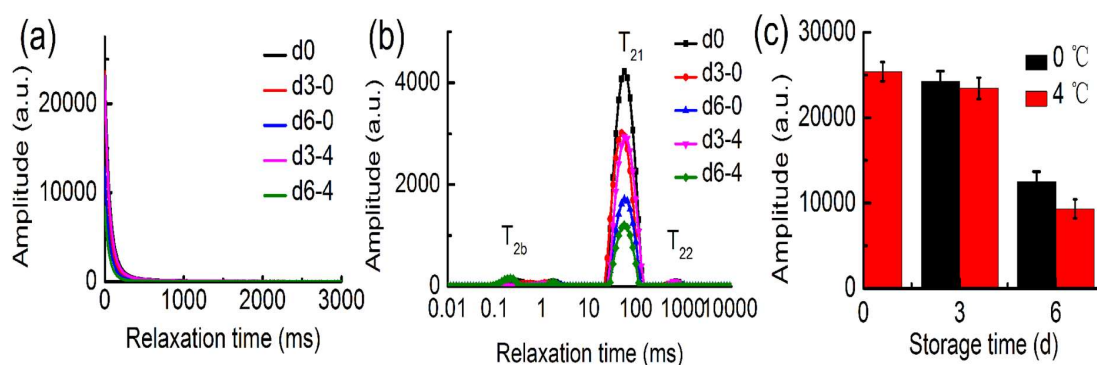 (a)
20000
10000
0
0 1000 2000 3000
Amplitude (a.u.)
Relaxation time (ms)
d0
d3-0
d6-0
d3-4
d6-4
(b)
4000
2000
0
0.01 0.1 1 10 100 1000 10000
Amplitude (a.u.)
Relaxation time (ms)
T2b
T21
T22
d0
d3-0
d6-0
d3-4
d6-4
(c)
30000
20000
10000
0
0 3 6
Amplitude (a.u.)
Storage time (d)
0 ℃
4 ℃